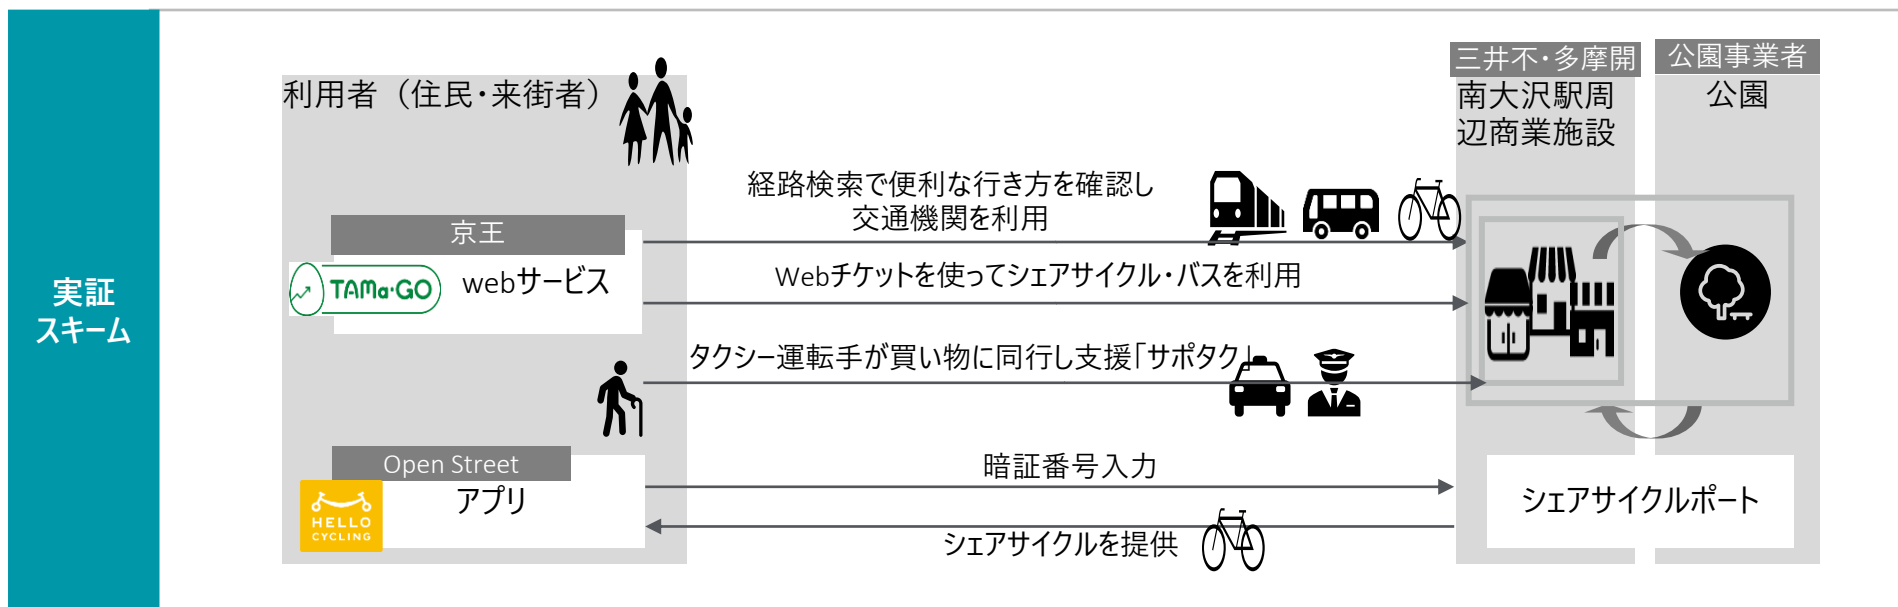 実証
スキーム
利用者（住民・来街者）
三井不・多摩開
南大沢駅周
辺商業施設
公園事業者
公園
経路検索で便利な行き方を確認し
交通機関を利用
京王
TAMa・GO
webサービス
Webチケットを使ってシェアサイクル・バスを利用
タクシー運転手が買い物に同行し支援「サポタク」
Open Street
アプリ
HELLO
CYCLING
暗証番号入力
シェアサイクルを提供
シェアサイクルポート